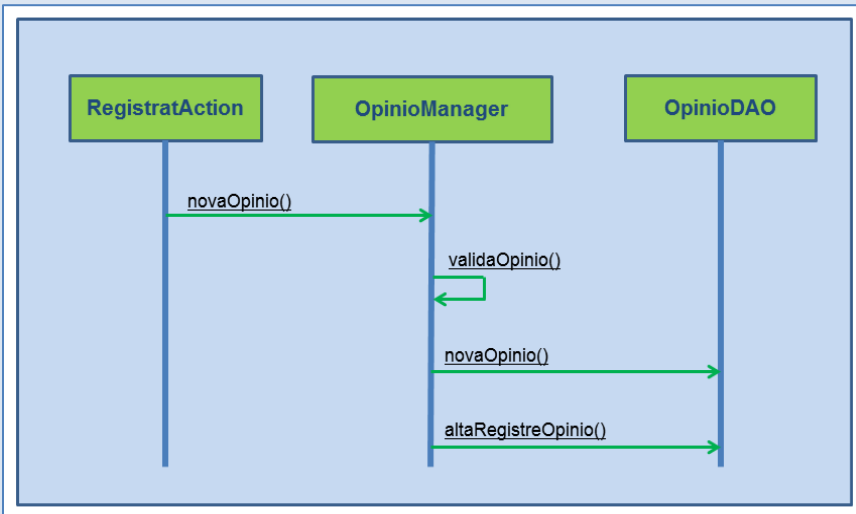 RegistratAction
OpinioManager
OpinioDAO
novaOpinio()
validaOpinio()
novaOpinio()
altaRegistreOpinio()